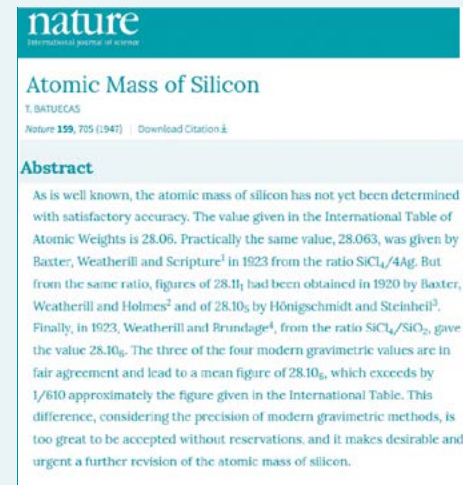 nature
International journal of science
Atomic Mass of Silicon
T. BATUECAS
Nature 159, 705 (1947) | Download Citation
Abstract
As is well known, the atomic mass of silicon has not yet been determined
with satisfactory accuracy. The value given in the International Table of
Atomic Weights is 28.06. Practically the same value, 28.063, was given by
Baxter, Weatherill and Scripture¹ in 1923 from the ratio SiCl₄/4Ag. But
from the same ratio, figures of 28.11₁ had been obtained in 1920 by Baxter,
Weatherill and Holmes² and of 28.10₅ by Hönigschmidt and Steinheil³.
Finally, in 1923, Weatherill and Brundage⁴, from the ratio SiCl₄/SiO₂, gave
the value 28.10₆. The three of the four modern gravimetric values are in
fair agreement and lead to a mean figure of 28.10₆, which exceeds by
1/610 approximately the figure given in the International Table. This
difference, considering the precision of modern gravimetric methods, is
too great to be accepted without reservations, and it makes desirable and
urgent a further revision of the atomic mass of silicon.